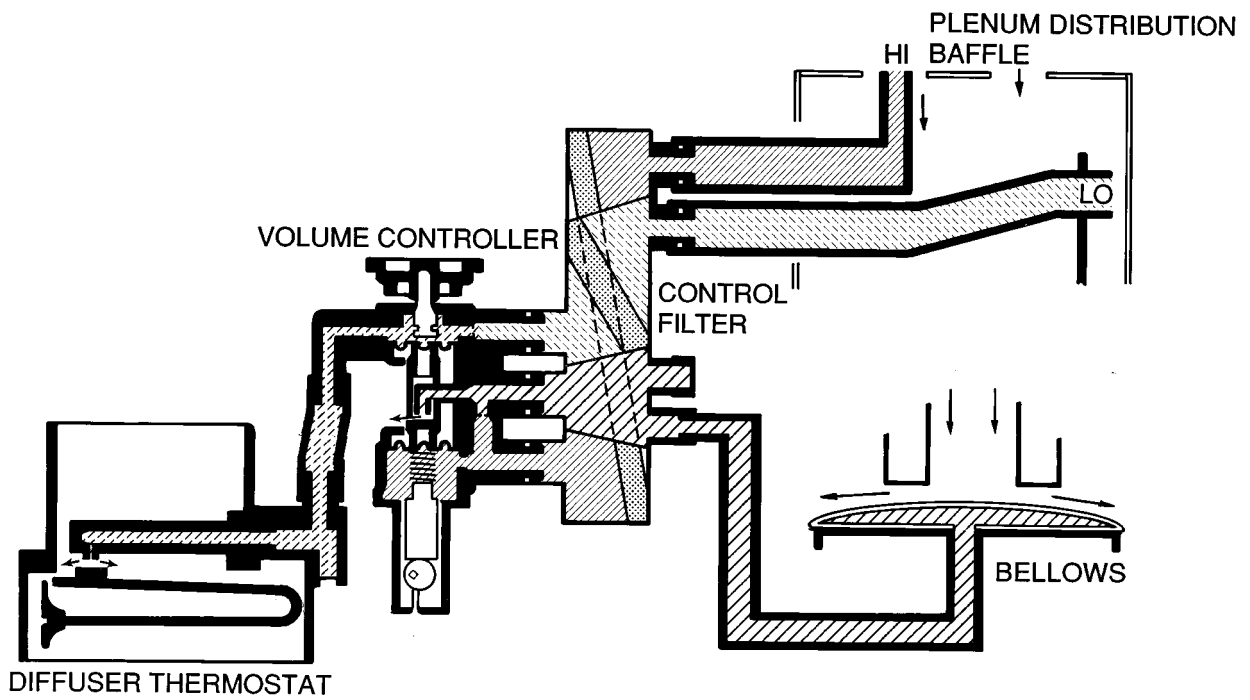 PLENUM DISTRIBUTION
HI BAFFLE
LO
VOLUME CONTROLLER
CONTROL
FILTER
BELLOWS
DIFFUSER THERMOSTAT